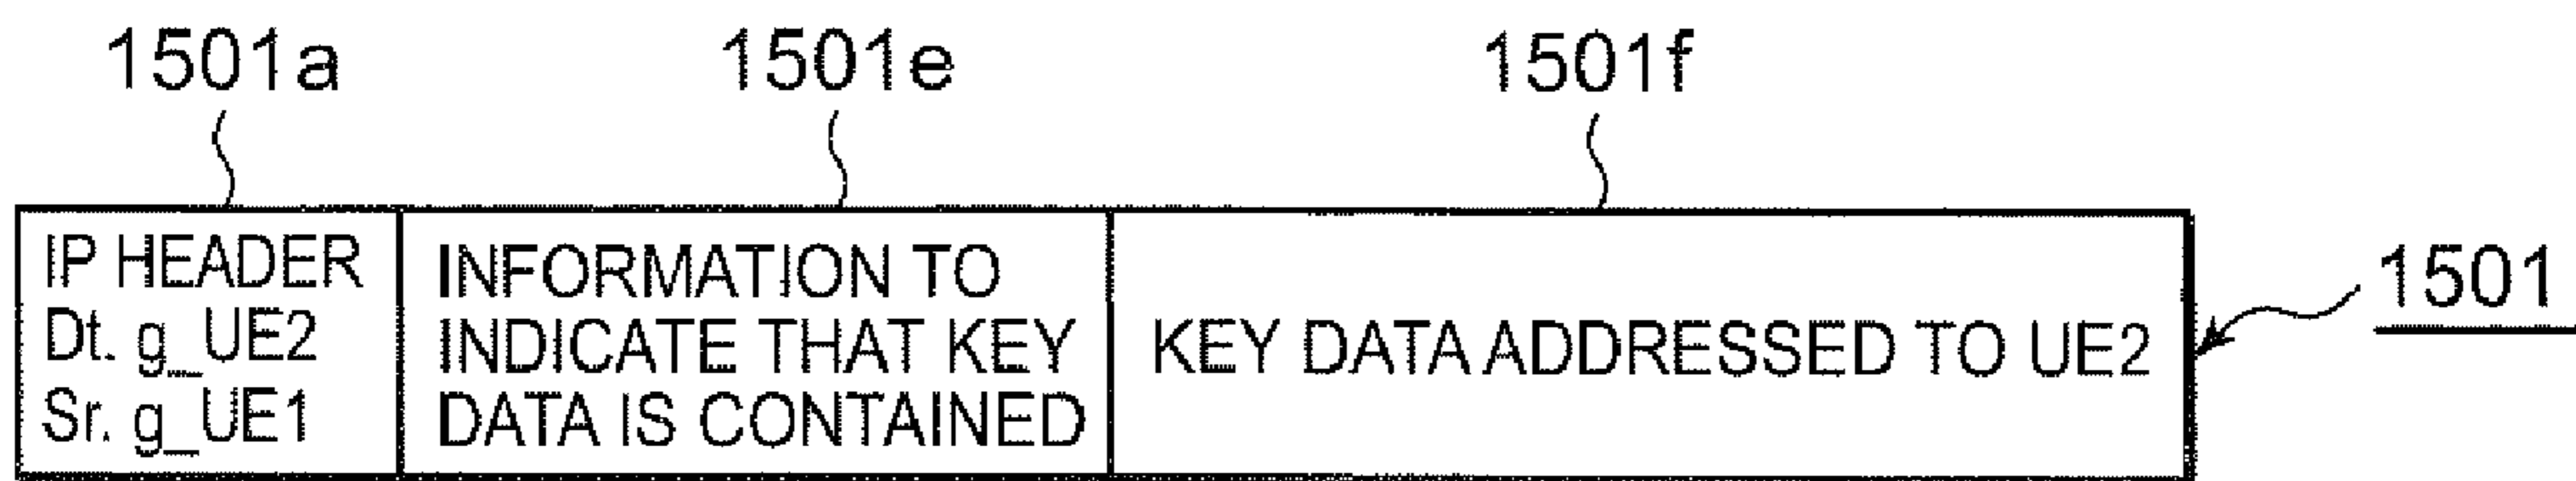 1501a
1501e
1501f
IP HEADER
Dt. g_UE2
Sr. g_UE1
INFORMATION TO
INDICATE THAT KEY
DATA IS CONTAINED
KEY DATA ADDRESSED TO UE2
1501